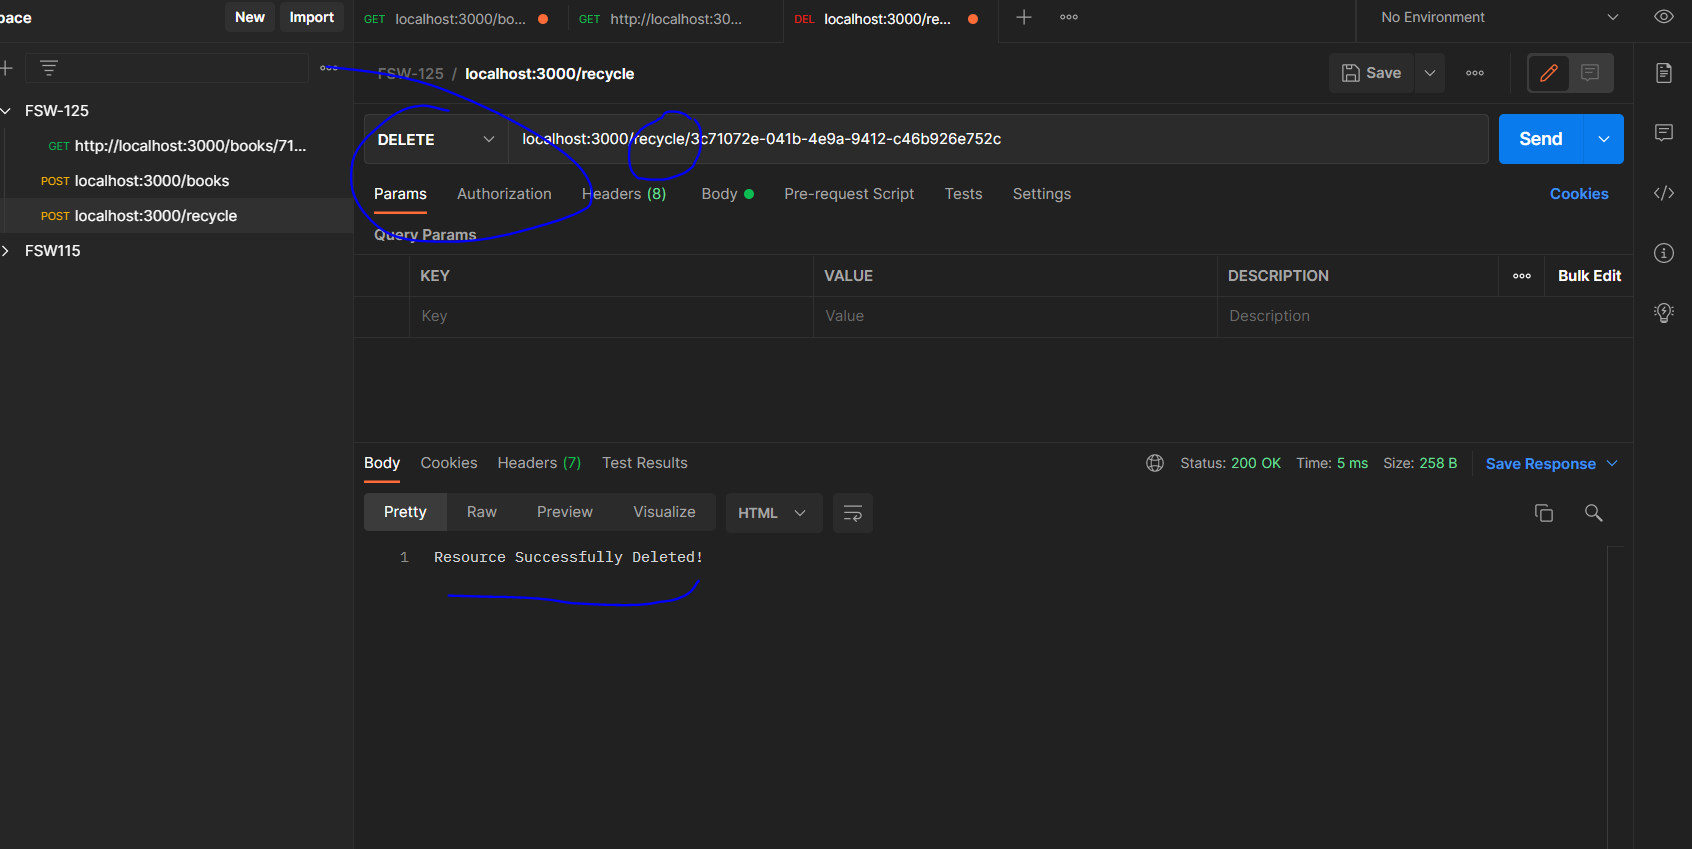 pace
New
Import
GET localhost:3000/bo...
GET http://localhost:30...
DEL localhost:3000/re...
No Environment
FSW-125 / localhost:3000/recycle
Save
FSW-125
GET http://localhost:3000/books/71...
POST localhost:3000/books
POST localhost:3000/recycle
FSW115
DELETE
localhost:3000/recycle/3c71072e-041b-4e9a-9412-c46b926e752c
Send
Params Authorization Headers (8) Body Pre-request Script Tests Settings
Cookies
Query Params
KEY VALUE DESCRIPTION Bulk Edit
Key Value Description
Body Cookies Headers (7) Test Results
Status: 200 OK Time: 5 ms Size: 258 B Save Response
Pretty Raw Preview Visualize HTML
1 Resource Successfully Deleted!